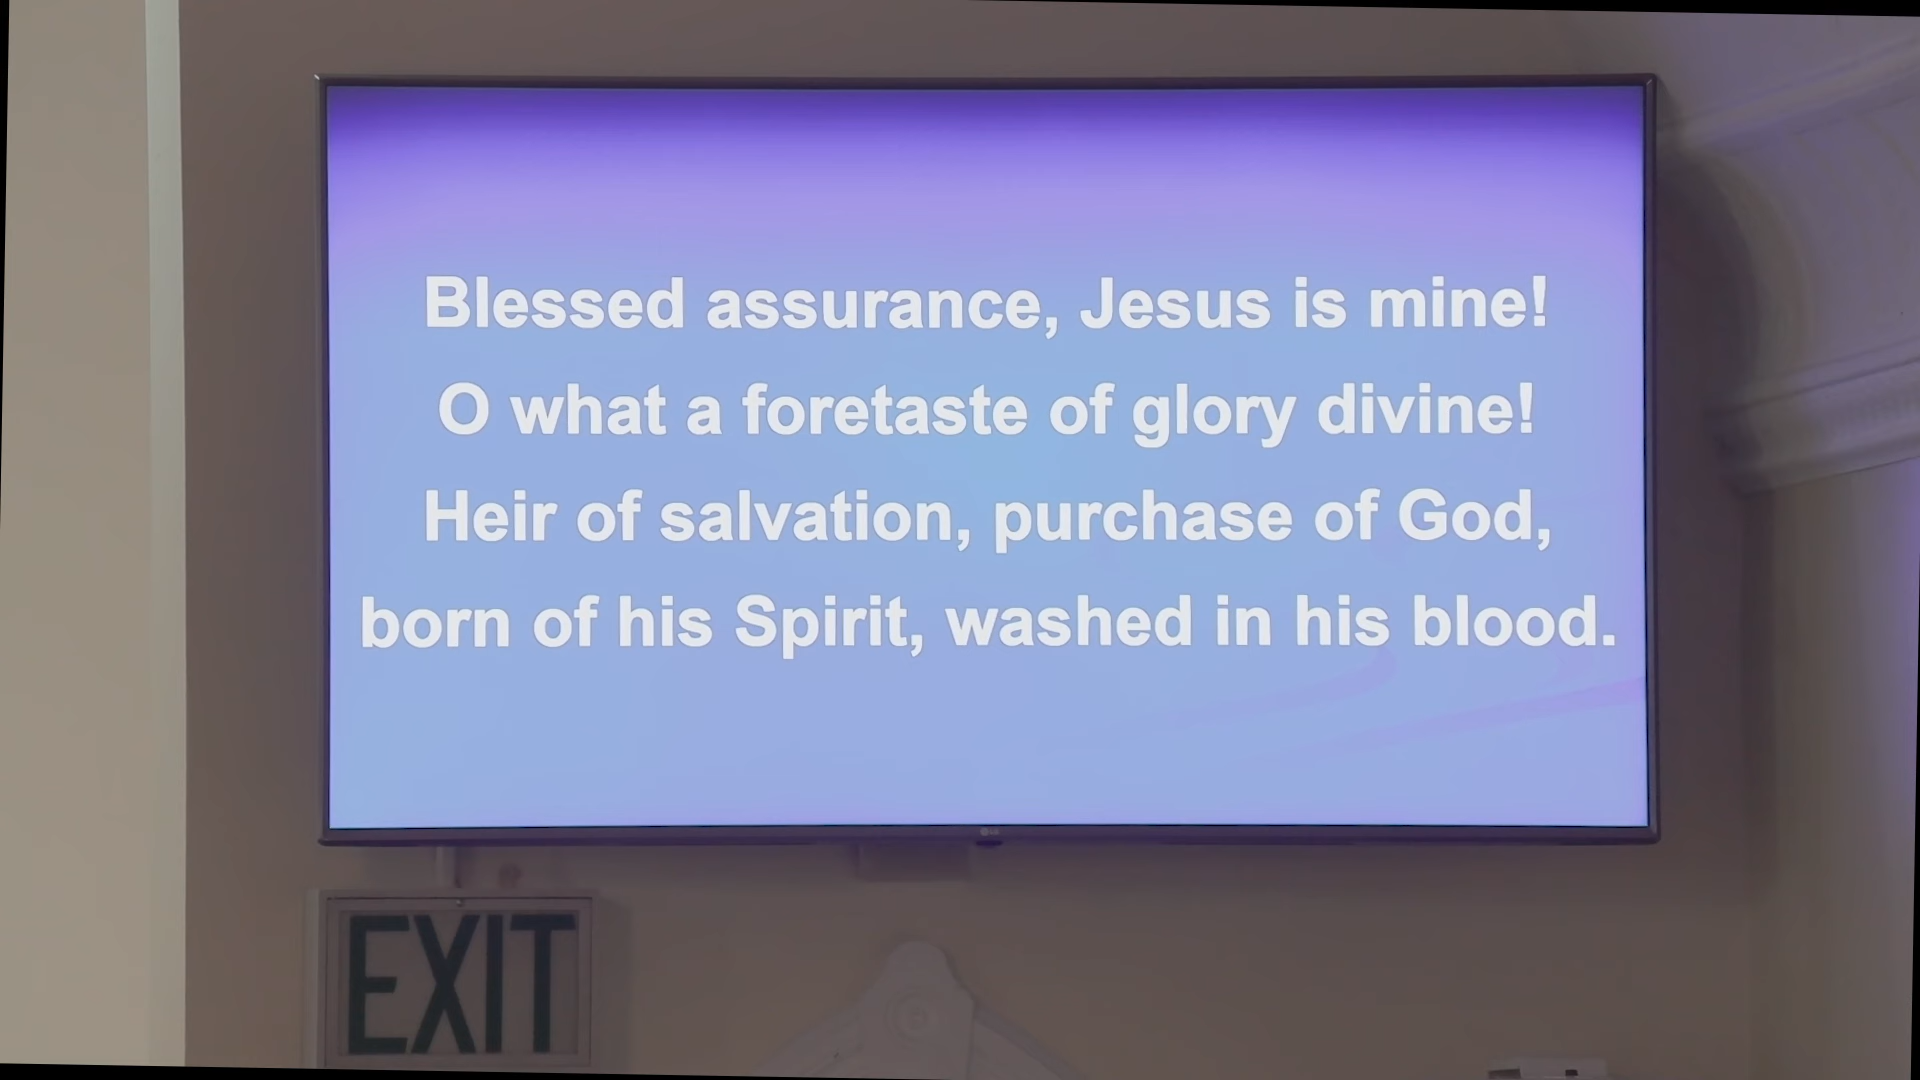 Blessed assurance, Jesus is mine!
O what a foretaste of glory divine!
Heir of salvation, purchase of God,
born of his Spirit, washed in his blood.
LG
EXIT